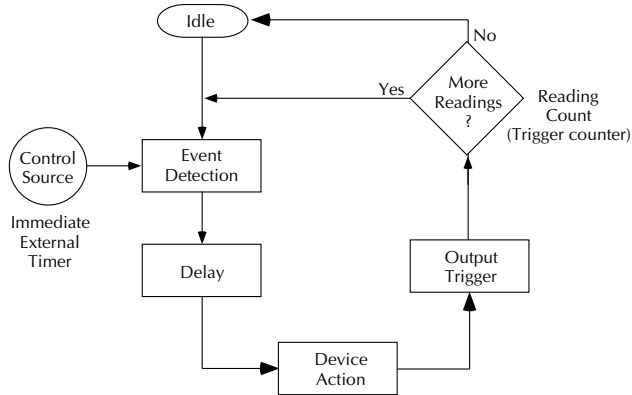 Idle
No
Yes
More
Readings
?
Reading
Count
(Trigger counter)
Control
Source
Event
Detection
Immediate
External
Timer
Delay
Output
Trigger
Device
Action